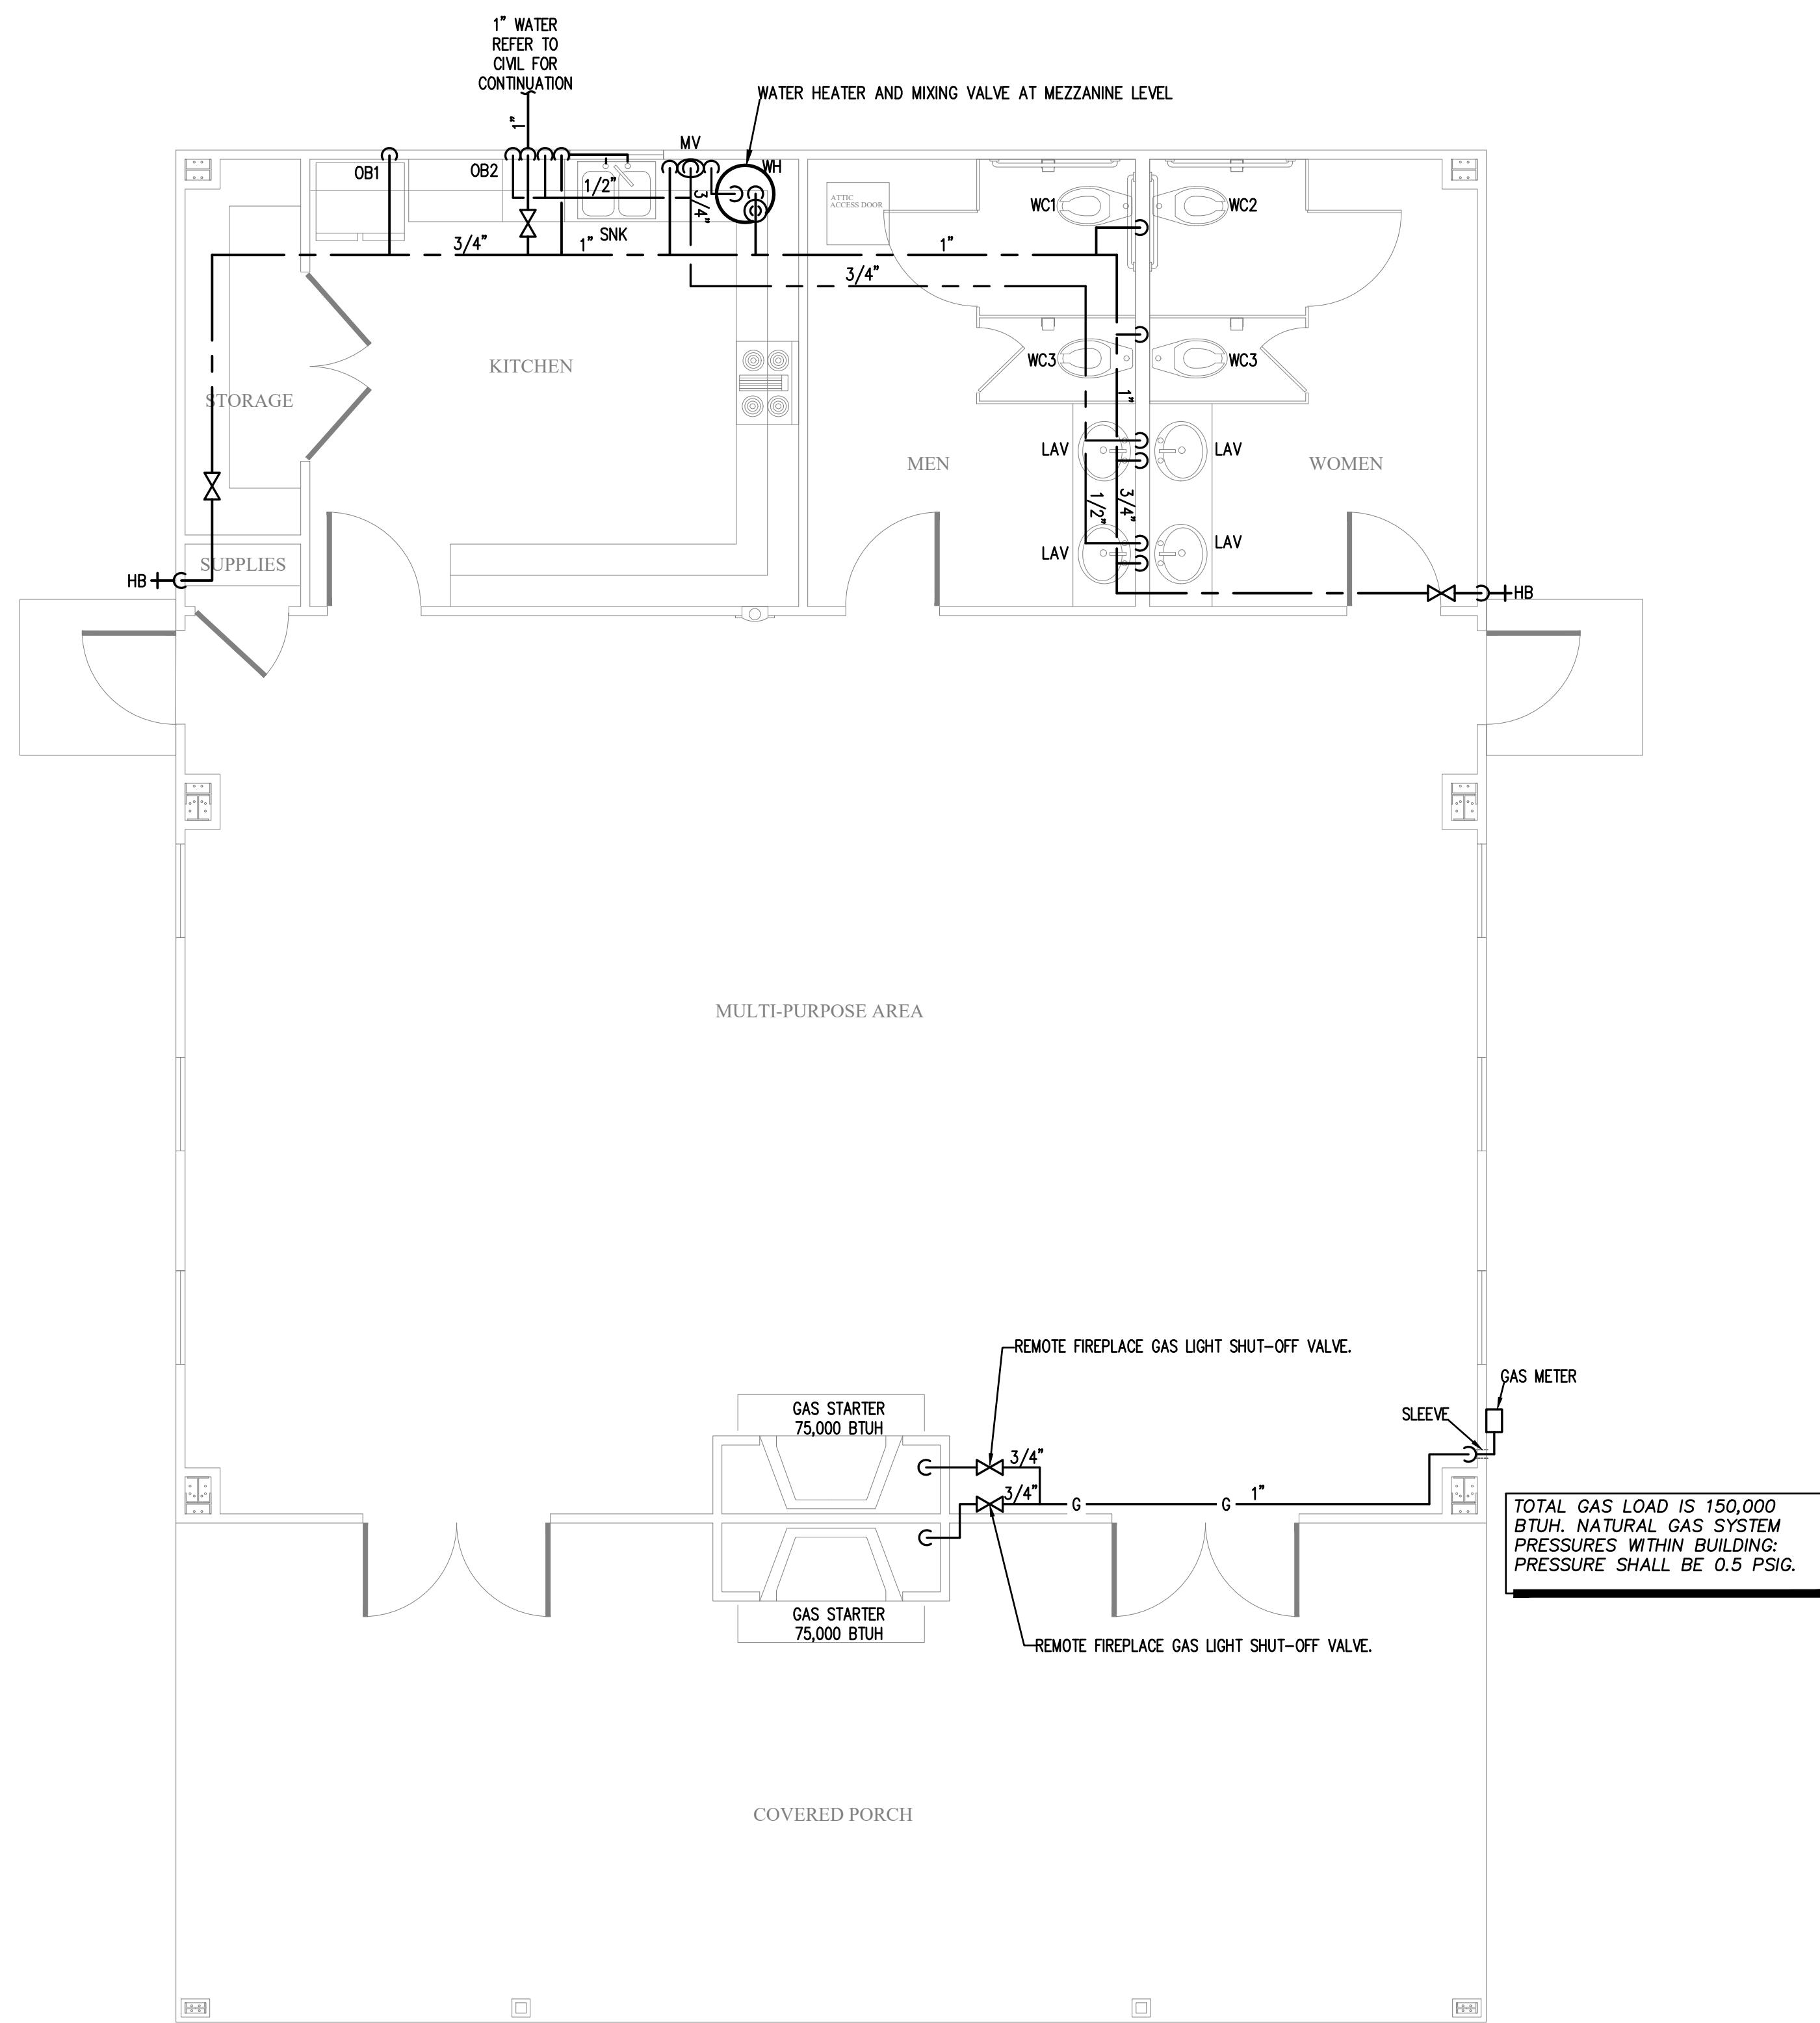 1" WATER
REFER TO
CIVIL FOR
CONTINUATION
WATER HEATER AND MIXING VALVE AT MEZZANINE LEVEL
1"
MV
OB1
OB2
WH
1/2"
3/4"
ATTIC
ACCESS DOOR
WC1
WC2
SNK
3/4"
1"
1"
3/4"
KITCHEN
WC3
WC3
STORAGE
1"
LAV
LAV
MEN
WOMEN
1/2"
3/4"
LAV
LAV
SUPPLIES
HB
HB
MULTI-PURPOSE AREA
REMOTE FIREPLACE GAS LIGHT SHUT-OFF VALVE.
GAS METER
GAS STARTER
75,000 BTUH
SLEEVE
3/4"
3/4"
G
G
1"
TOTAL GAS LOAD IS 150,000
BTUH. NATURAL GAS SYSTEM
PRESSURES WITHIN BUILDING:
PRESSURE SHALL BE 0.5 PSIG.
GAS STARTER
75,000 BTUH
REMOTE FIREPLACE GAS LIGHT SHUT-OFF VALVE.
COVERED PORCH